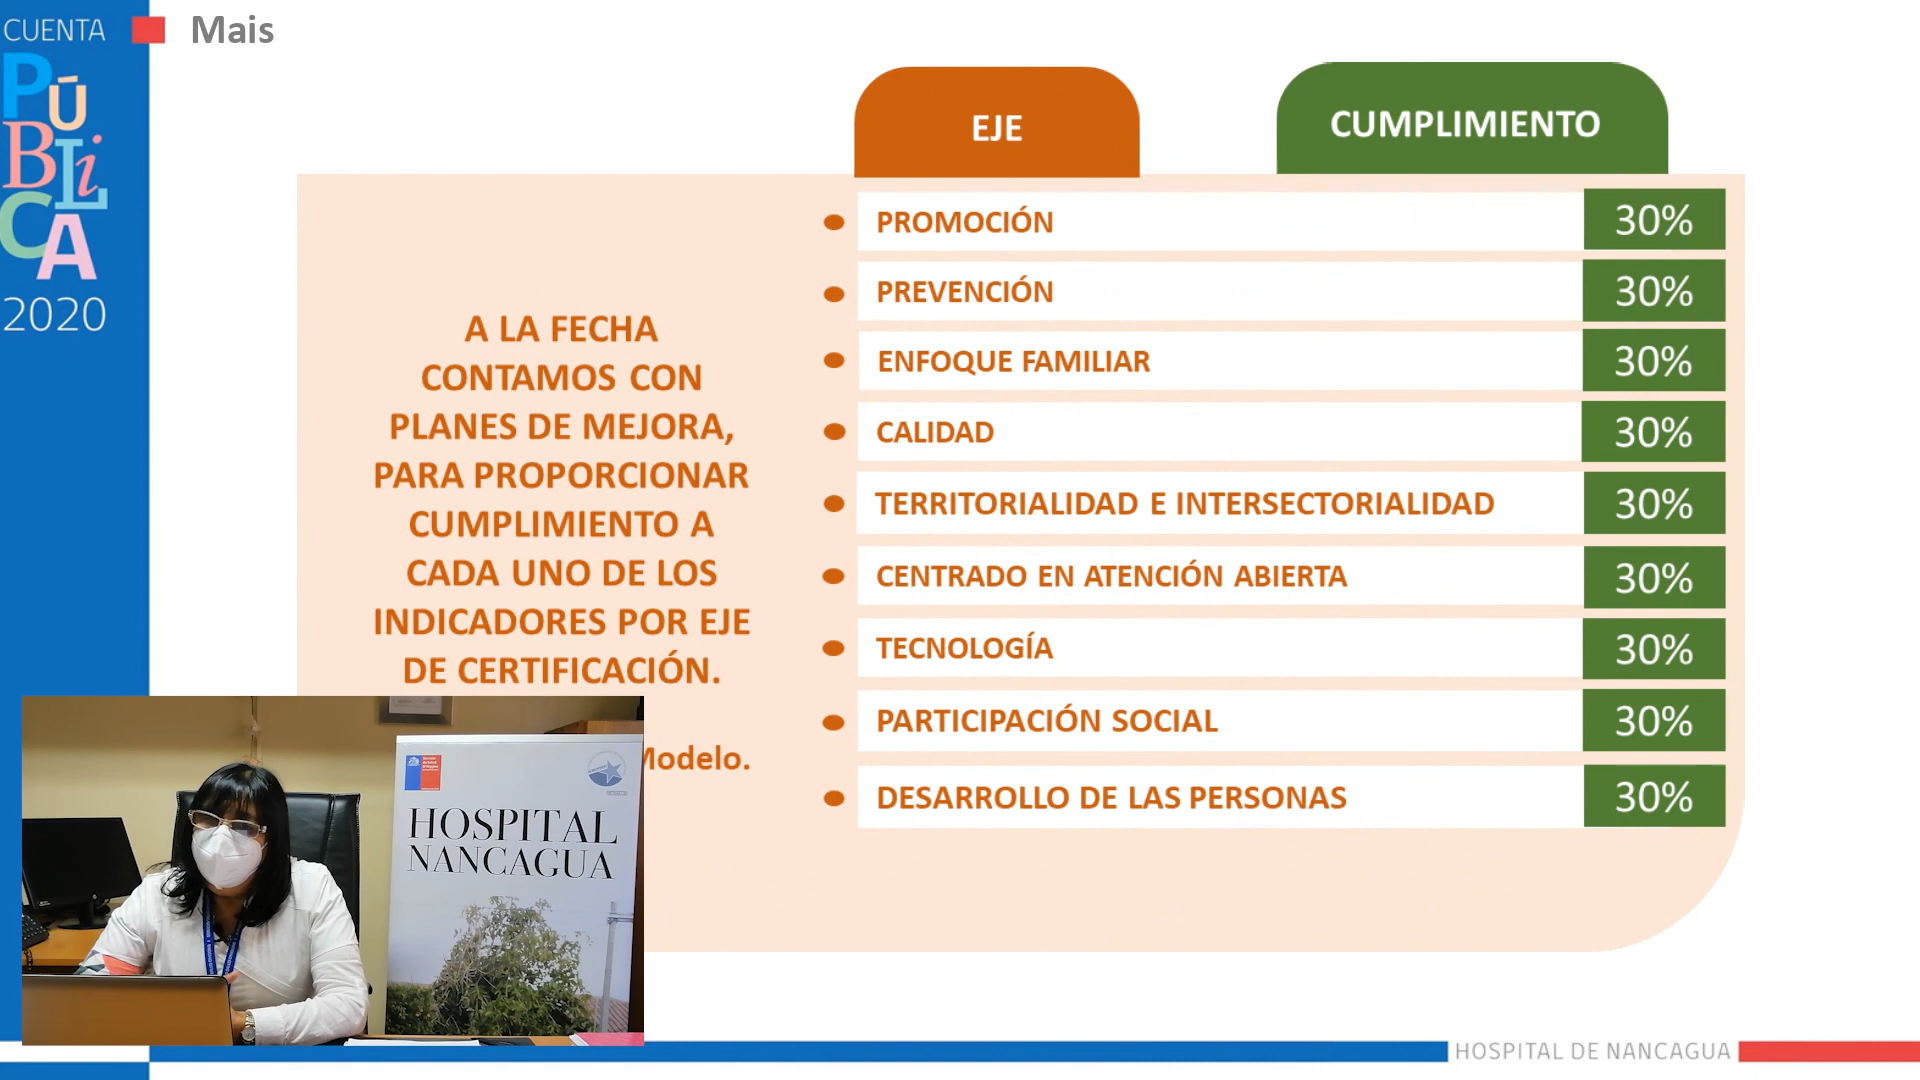 CUENTA
PÚBLiCA
2020
Mais
EJE
CUMPLIMIENTO
A LA FECHA
CONTAMOS CON
PLANES DE MEJORA,
PARA PROPORCIONAR
CUMPLIMIENTO A
CADA UNO DE LOS
INDICADORES POR EJE
DE CERTIFICACIÓN.
Modelo.
PROMOCIÓN 30%
PREVENCIÓN 30%
ENFOQUE FAMILIAR 30%
CALIDAD 30%
TERRITORIALIDAD E INTERSECTORIALIDAD 30%
CENTRADO EN ATENCIÓN ABIERTA 30%
TECNOLOGÍA 30%
PARTICIPACIÓN SOCIAL 30%
DESARROLLO DE LAS PERSONAS 30%
HOSPITAL
NANCAGUA
HOSPITAL DE NANCAGUA